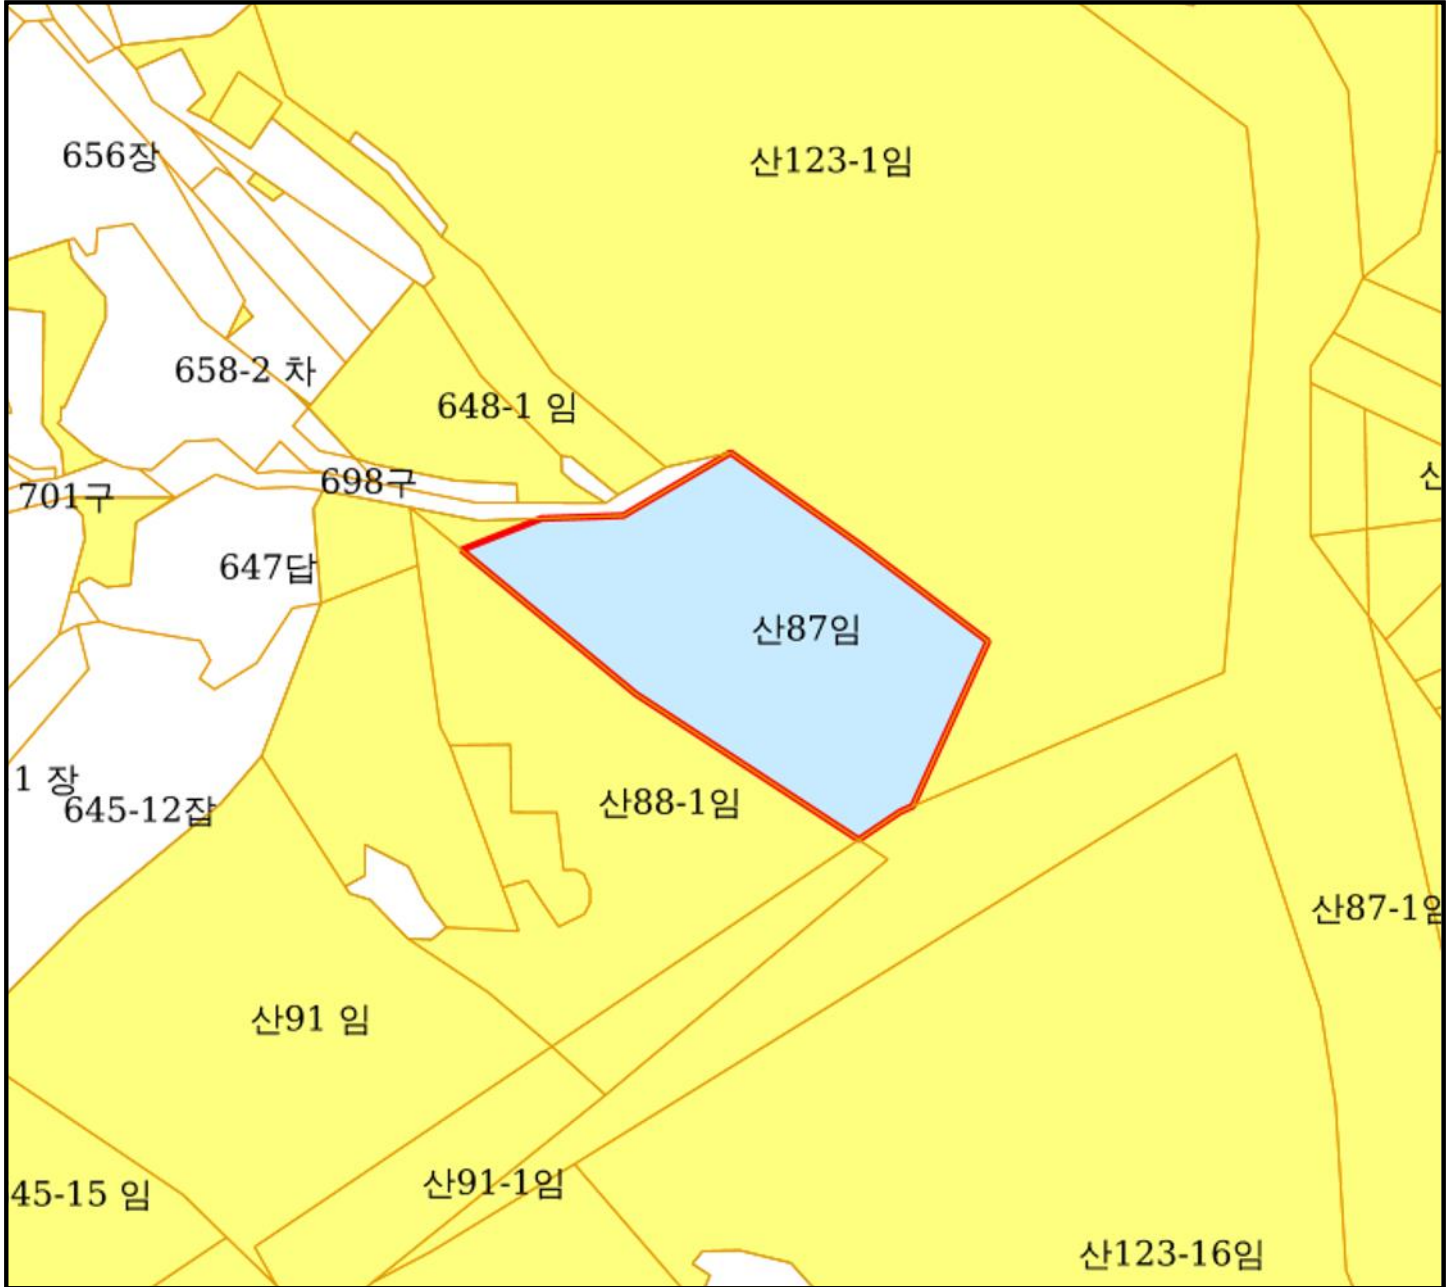 656장
산123-1임
658-2 차
648-1 임
698구
701구
647답
산87임
1 장
645-12잡
산88-1임
산87-1임
산91 임
45-15 임
산91-1임
산123-16임